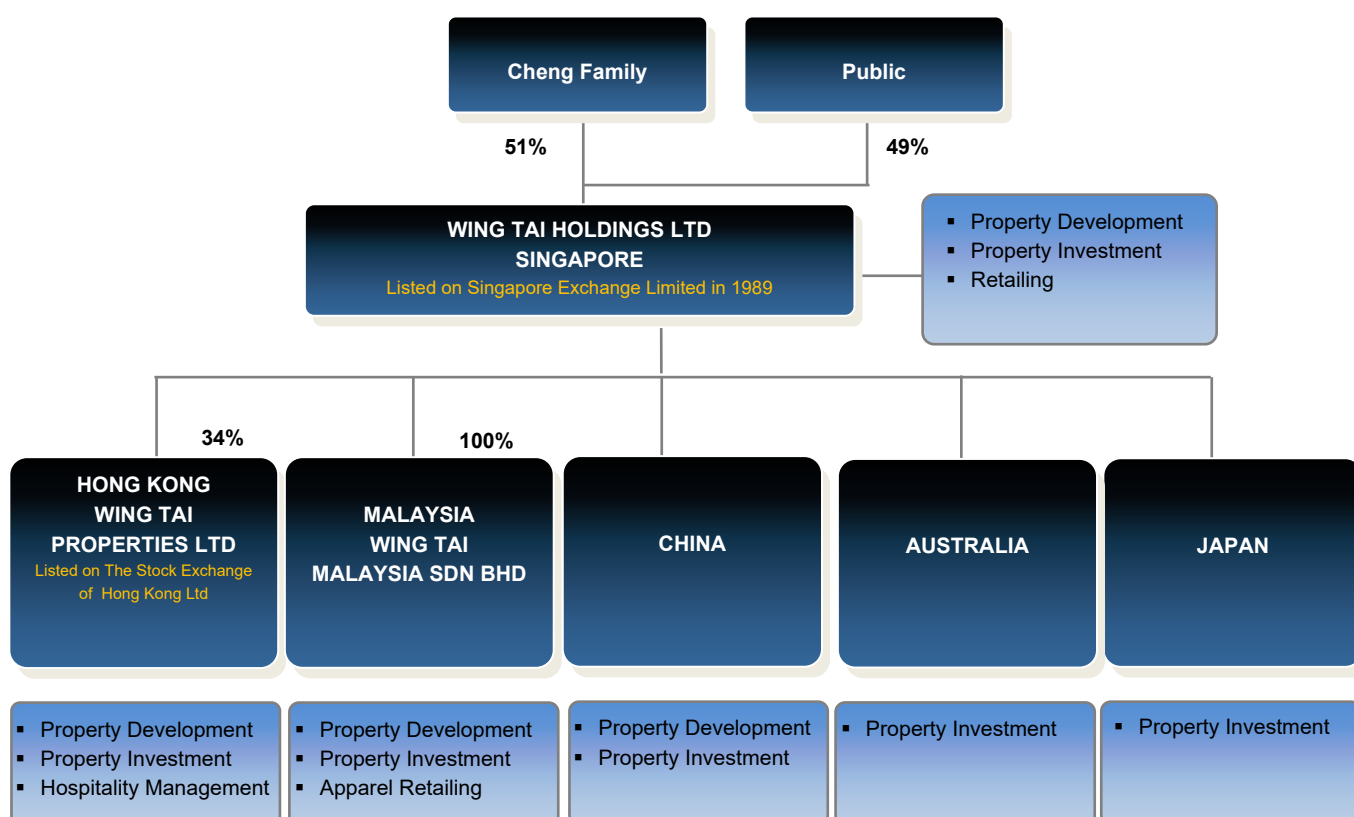 Cheng Family
Public
51%
49%
WING TAI HOLDINGS LTD
SINGAPORE
Listed on Singapore Exchange Limited in 1989
▪ Property Development
▪ Property Investment
▪ Retailing
34%
100%
HONG KONG
WING TAI
PROPERTIES LTD
Listed on The Stock Exchange
of Hong Kong Ltd
MALAYSIA
WING TAI
MALAYSIA SDN BHD
CHINA
AUSTRALIA
JAPAN
▪ Property Development
▪ Property Investment
▪ Hospitality Management
▪ Property Development
▪ Property Investment
▪ Apparel Retailing
▪ Property Development
▪ Property Investment
▪ Property Investment
▪ Property Investment